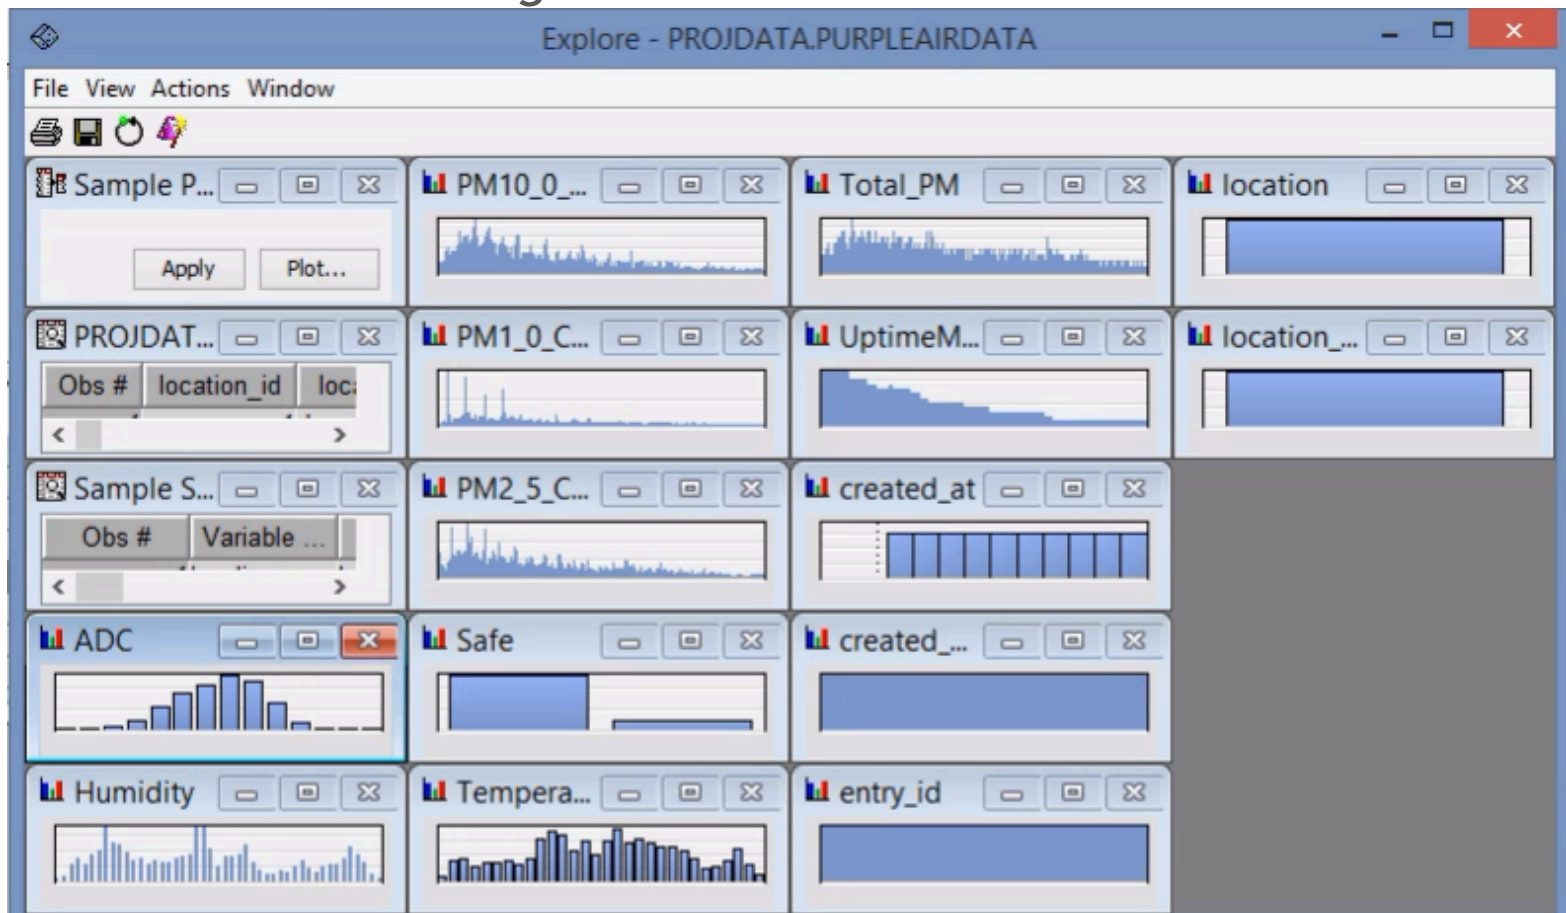 Explore - PROJDATA.PURPLEAIRDATA
File View Actions Window
Sample P...
Apply Plot...
PM10_0_...
Total_PM
location
PROJDAT...
Obs # location_id loc
PM1_0_C...
UptimeM...
location_...
Sample S...
Obs # Variable ...
PM2_5_C...
created_at
ADC
Safe
created_...
Humidity
Tempera...
entry_id